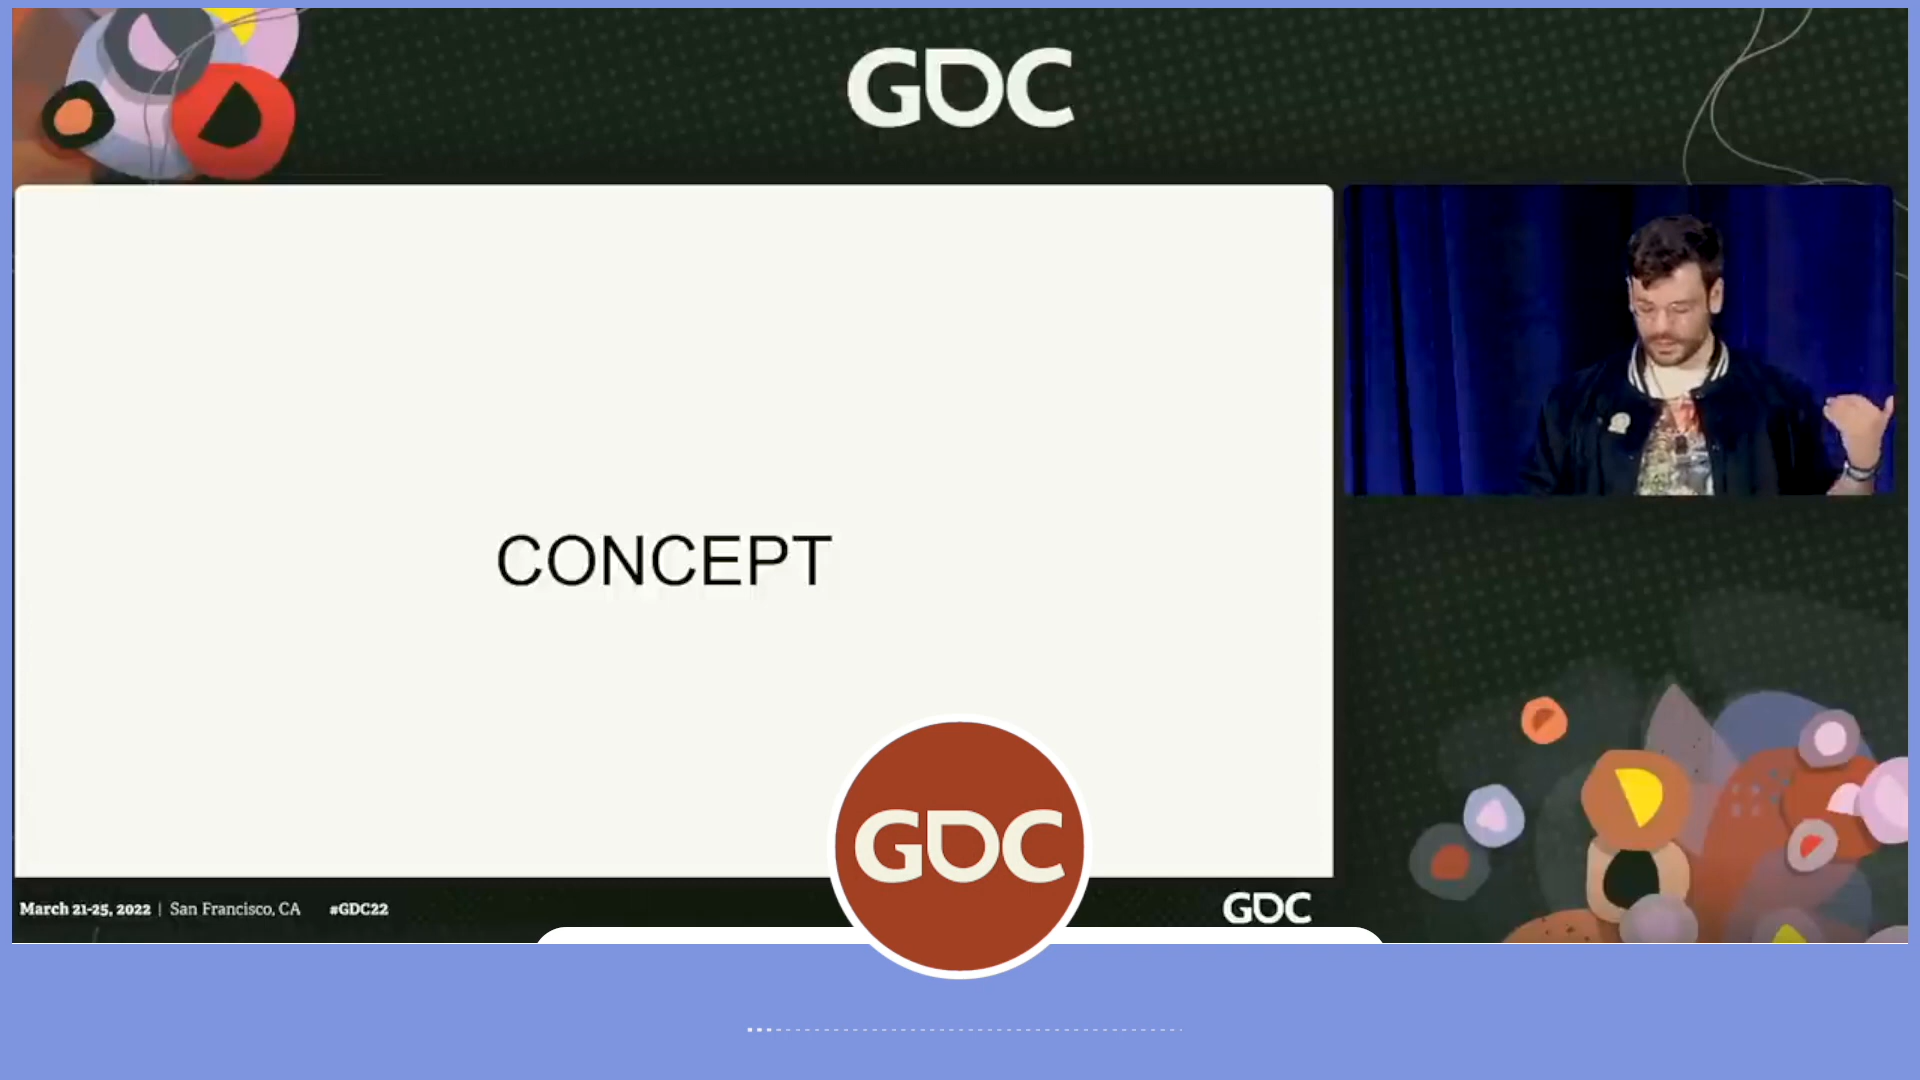 GDC
CONCEPT
GDC
March 21-25, 2022 | San Francisco, CA #GDC22
GDC